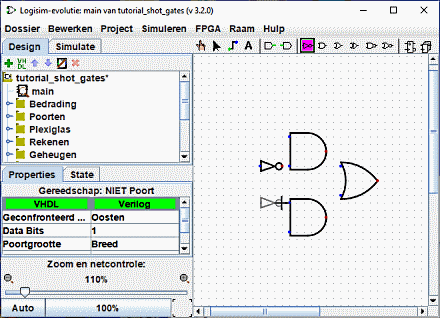 Logisim-evolutie: main van tutorial_shot_gates (v 3.2.0)
Dossier Bewerken Project Simuleren FPGA Raam Hulp
Design Simulate
A
VH DL
tutorial_shot_gates*
main
Bedrading
Poorten
Plexiglas
Rekenen
Geheugen
Properties State
Gereedschap: NIET Poort
VHDL Verilog
Geconfronteerd ... Oosten
Data Bits 1
Poortgrootte Breed
Zoom en netcontrole:
110%
Auto 100%